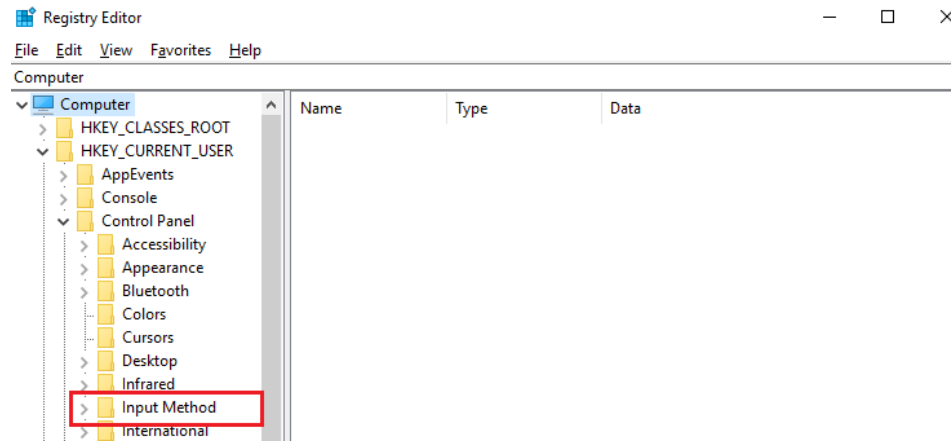 Registry Editor
File Edit View Favorites Help
Computer
Computer
HKEY_CLASSES_ROOT
HKEY_CURRENT_USER
AppEvents
Console
Control Panel
Accessibility
Appearance
Bluetooth
Colors
Cursors
Desktop
Infrared
Input Method
International
Name Type Data